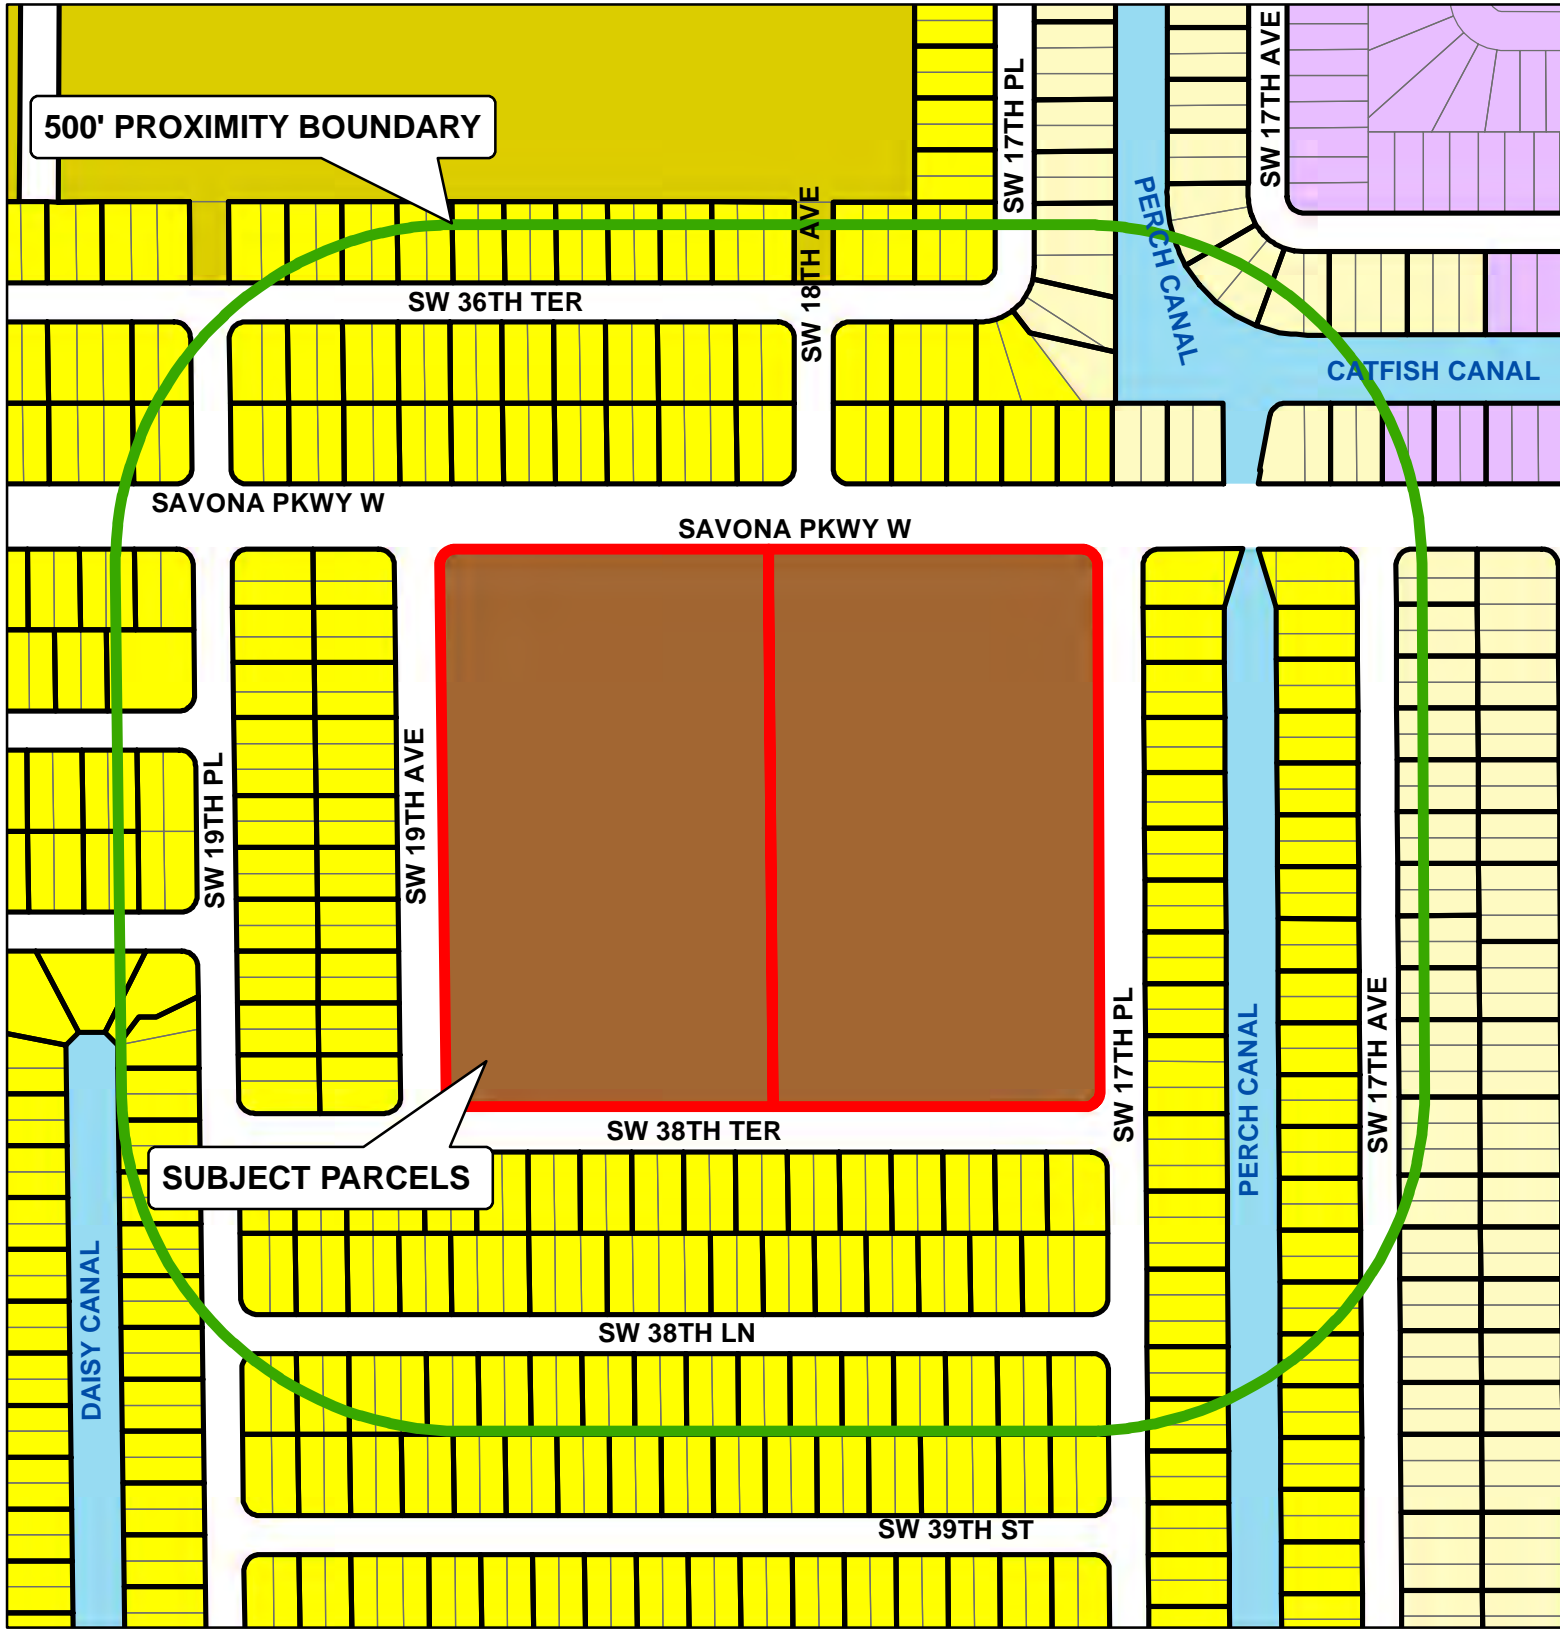 SW 17TH PL
SW 17TH AVE
500' PROXIMITY BOUNDARY
PERCH CANAL
SW 18TH AVE
SW 36TH TER
CATFISH CANAL
SAVONA PKWY W
SAVONA PKWY W
SW 19TH PL
SW 19TH AVE
SW 17TH PL
PERCH CANAL
SW 17TH AVE
SW 38TH TER
SUBJECT PARCELS
DAISY CANAL
SW 38TH LN
SW 39TH ST